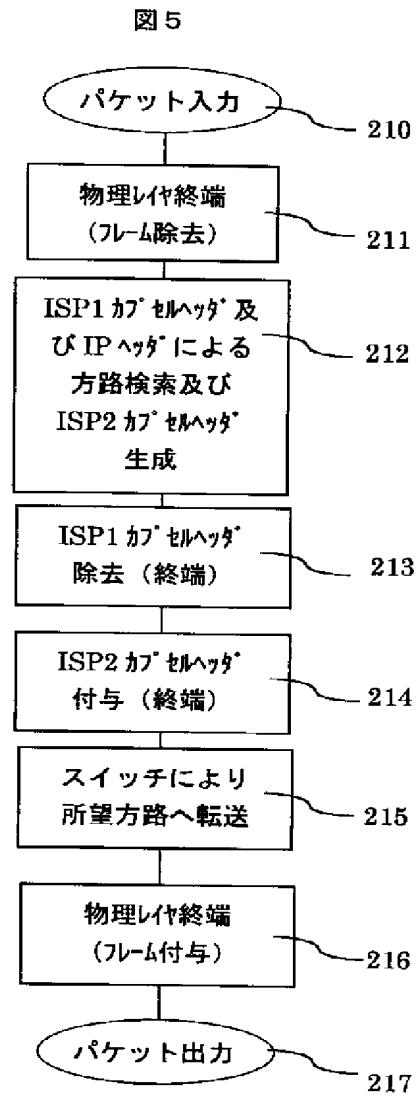 図５
パケット入力
210
物理ﾚｲﾔ終端
(ﾌﾚｰﾑ除去)
211
ISP1 ｶﾌﾟｾﾙﾍｯﾀﾞ及
び IP ﾍｯﾀﾞによる
方路検索及び
ISP2 ｶﾌﾟｾﾙﾍｯﾀﾞ
生成
212
ISP1 ｶﾌﾟｾﾙﾍｯﾀﾞ
除去（終端）
213
ISP2 ｶﾌﾟｾﾙﾍｯﾀﾞ
付与（終端）
214
スイッチにより
所望方路へ転送
215
物理ﾚｲﾔ終端
(ﾌﾚｰﾑ付与)
216
パケット出力
217